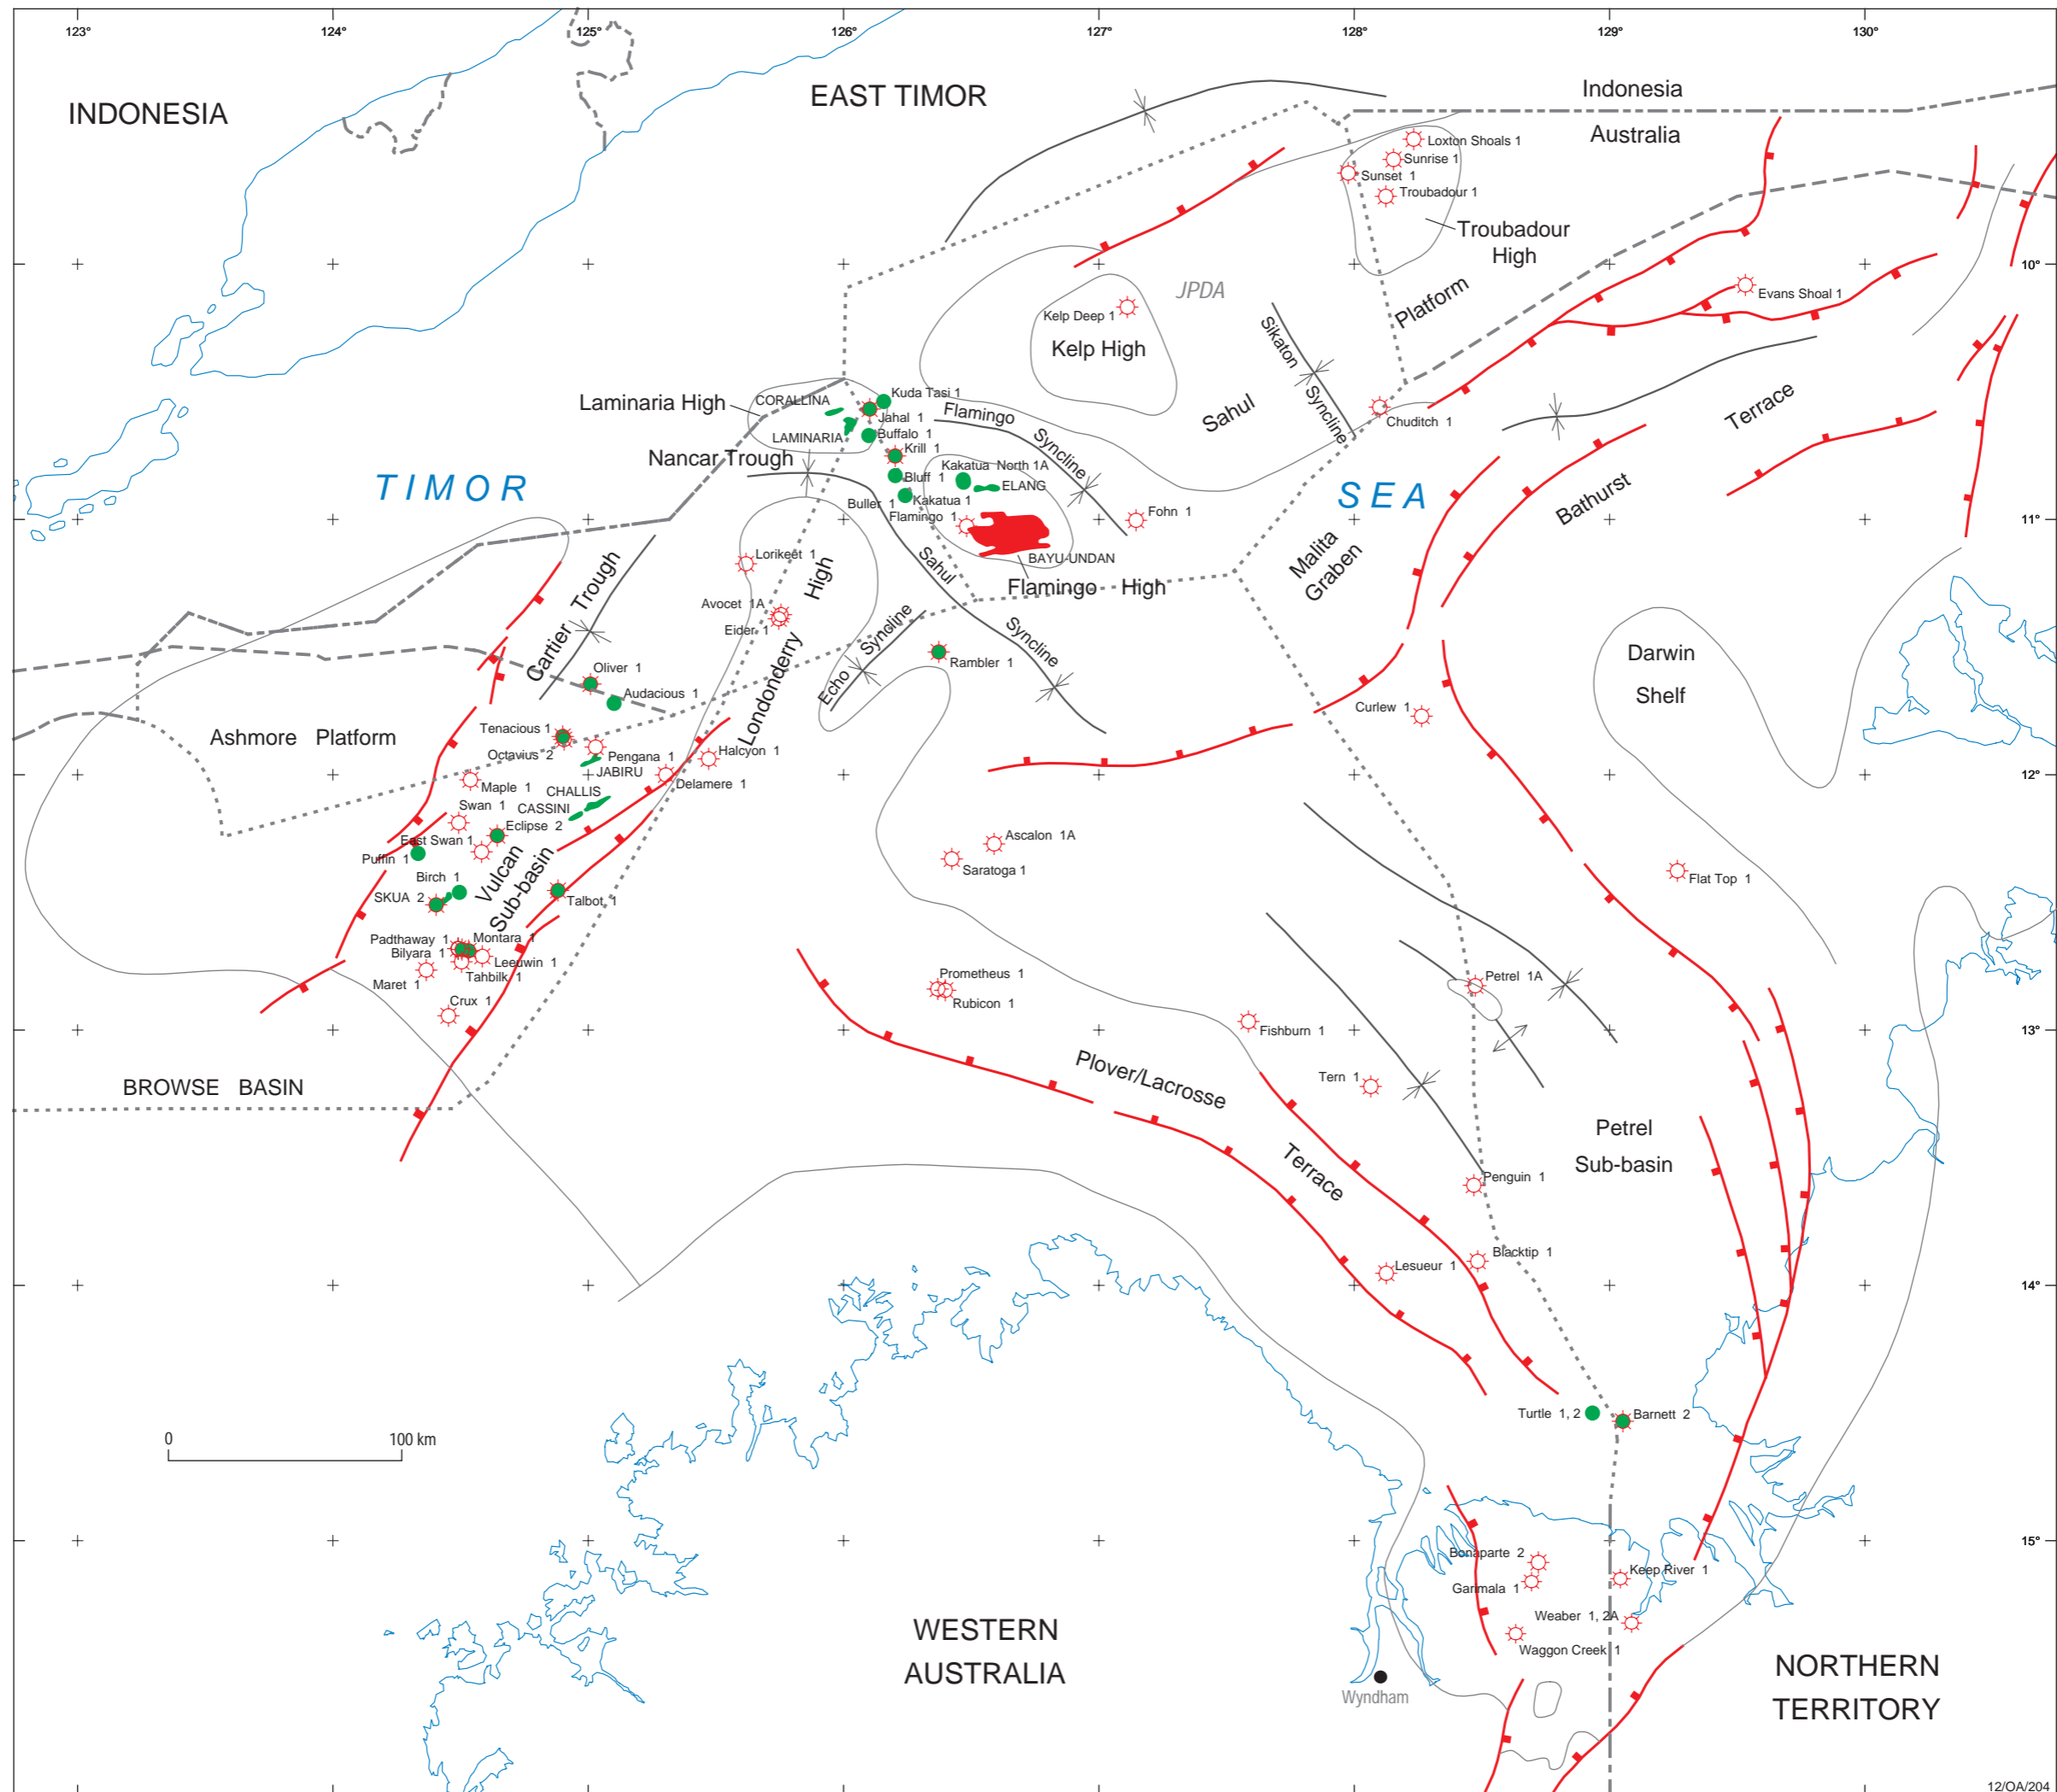 123°
124°
125°
126°
127°
128°
129°
130°
INDONESIA
EAST TIMOR
Indonesia
Australia
Loxton Shoals 1
Sunrise 1
Sunset 1
Troubadour 1
Troubadour
High
10°
JPDA
Evans Shoal 1
Kelp Deep 1
Kelp High
Platform
Sikatan
Syncline
Sahul
Terrace
Bathurst
Laminaria High
CORALLINA
Kuda Tasi 1
Jahal 1
LAMINARIA
Buffalo 1
Flamingo
Syncline
Chuditch 1
Nancar Trough
Krill 1
Bluff 1
Kakatua North 1A
ELANG
Buller 1
Kakatua 1
Flamingo 1
Fohn 1
TIMOR
SEA
11°
BAYU-UNDAN
Flamingo High
Malita
Graben
Lorikeet 1
High
Sahul
Syncline
Cartier Trough
Avocet 1A
Eider 1
Echo Syncline
Rambler 1
Londonderry
Oliver 1
Audacious 1
Darwin
Shelf
Curlew 1
Ashmore Platform
Tenacious 1
Octavius 2
Pengana 1
JABIRU
Halcyon 1
Delamere 1
12°
Maple 1
CHALLIS
CASSINI
Swan 1
Eclipse 2
East Swan 1
Puffin 1
Vulcan
Sub-basin
Birch 1
SKUA 2
Talbot 1
Ascalon 1A
Saratoga 1
Flat Top 1
Padthaway 1
Montara 1
Bilyara 1
Leeuwin 1
Tahbilk 1
Maret 1
Crux 1
Prometheus 1
Rubicon 1
Petrel 1A
Fishburn 1
13°
BROWSE BASIN
Plover/Lacrosse
Terrace
Tern 1
Petrel
Sub-basin
Penguin 1
Blacktip 1
Lesueur 1
14°
0
100 km
Turtle 1, 2
Barnett 2
15°
Bonaparte 2
Garimala 1
Keep River 1
Weaber 1, 2A
Waggon Creek 1
WESTERN
AUSTRALIA
Wyndham
NORTHERN
TERRITORY
12/OA/204